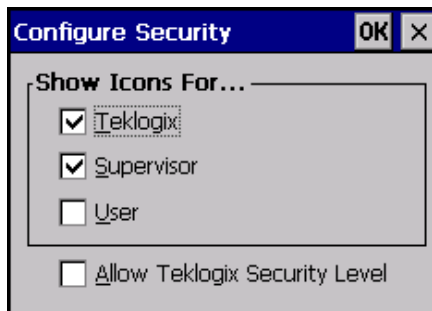 Configure Security OK ×
Show Icons For...
Teklogix
Supervisor
User
Allow Teklogix Security Level